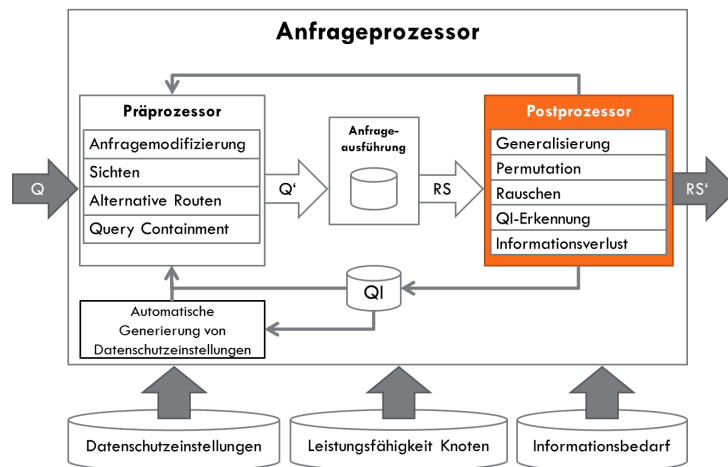 Anfrageprozessor
Präprozessor
Anfragemodifizierung
Sichten
Alternative Routen
Query Containment
Anfrage-
ausführung
Postprozessor
Generalisierung
Permutation
Rauschen
QI-Erkennung
Informationsverlust
Q
Q‘
RS
RS‘
QI
Automatische
Generierung von
Datenschutzeinstellungen
Datenschutzeinstellungen
Leistungsfähigkeit Knoten
Informationsbedarf